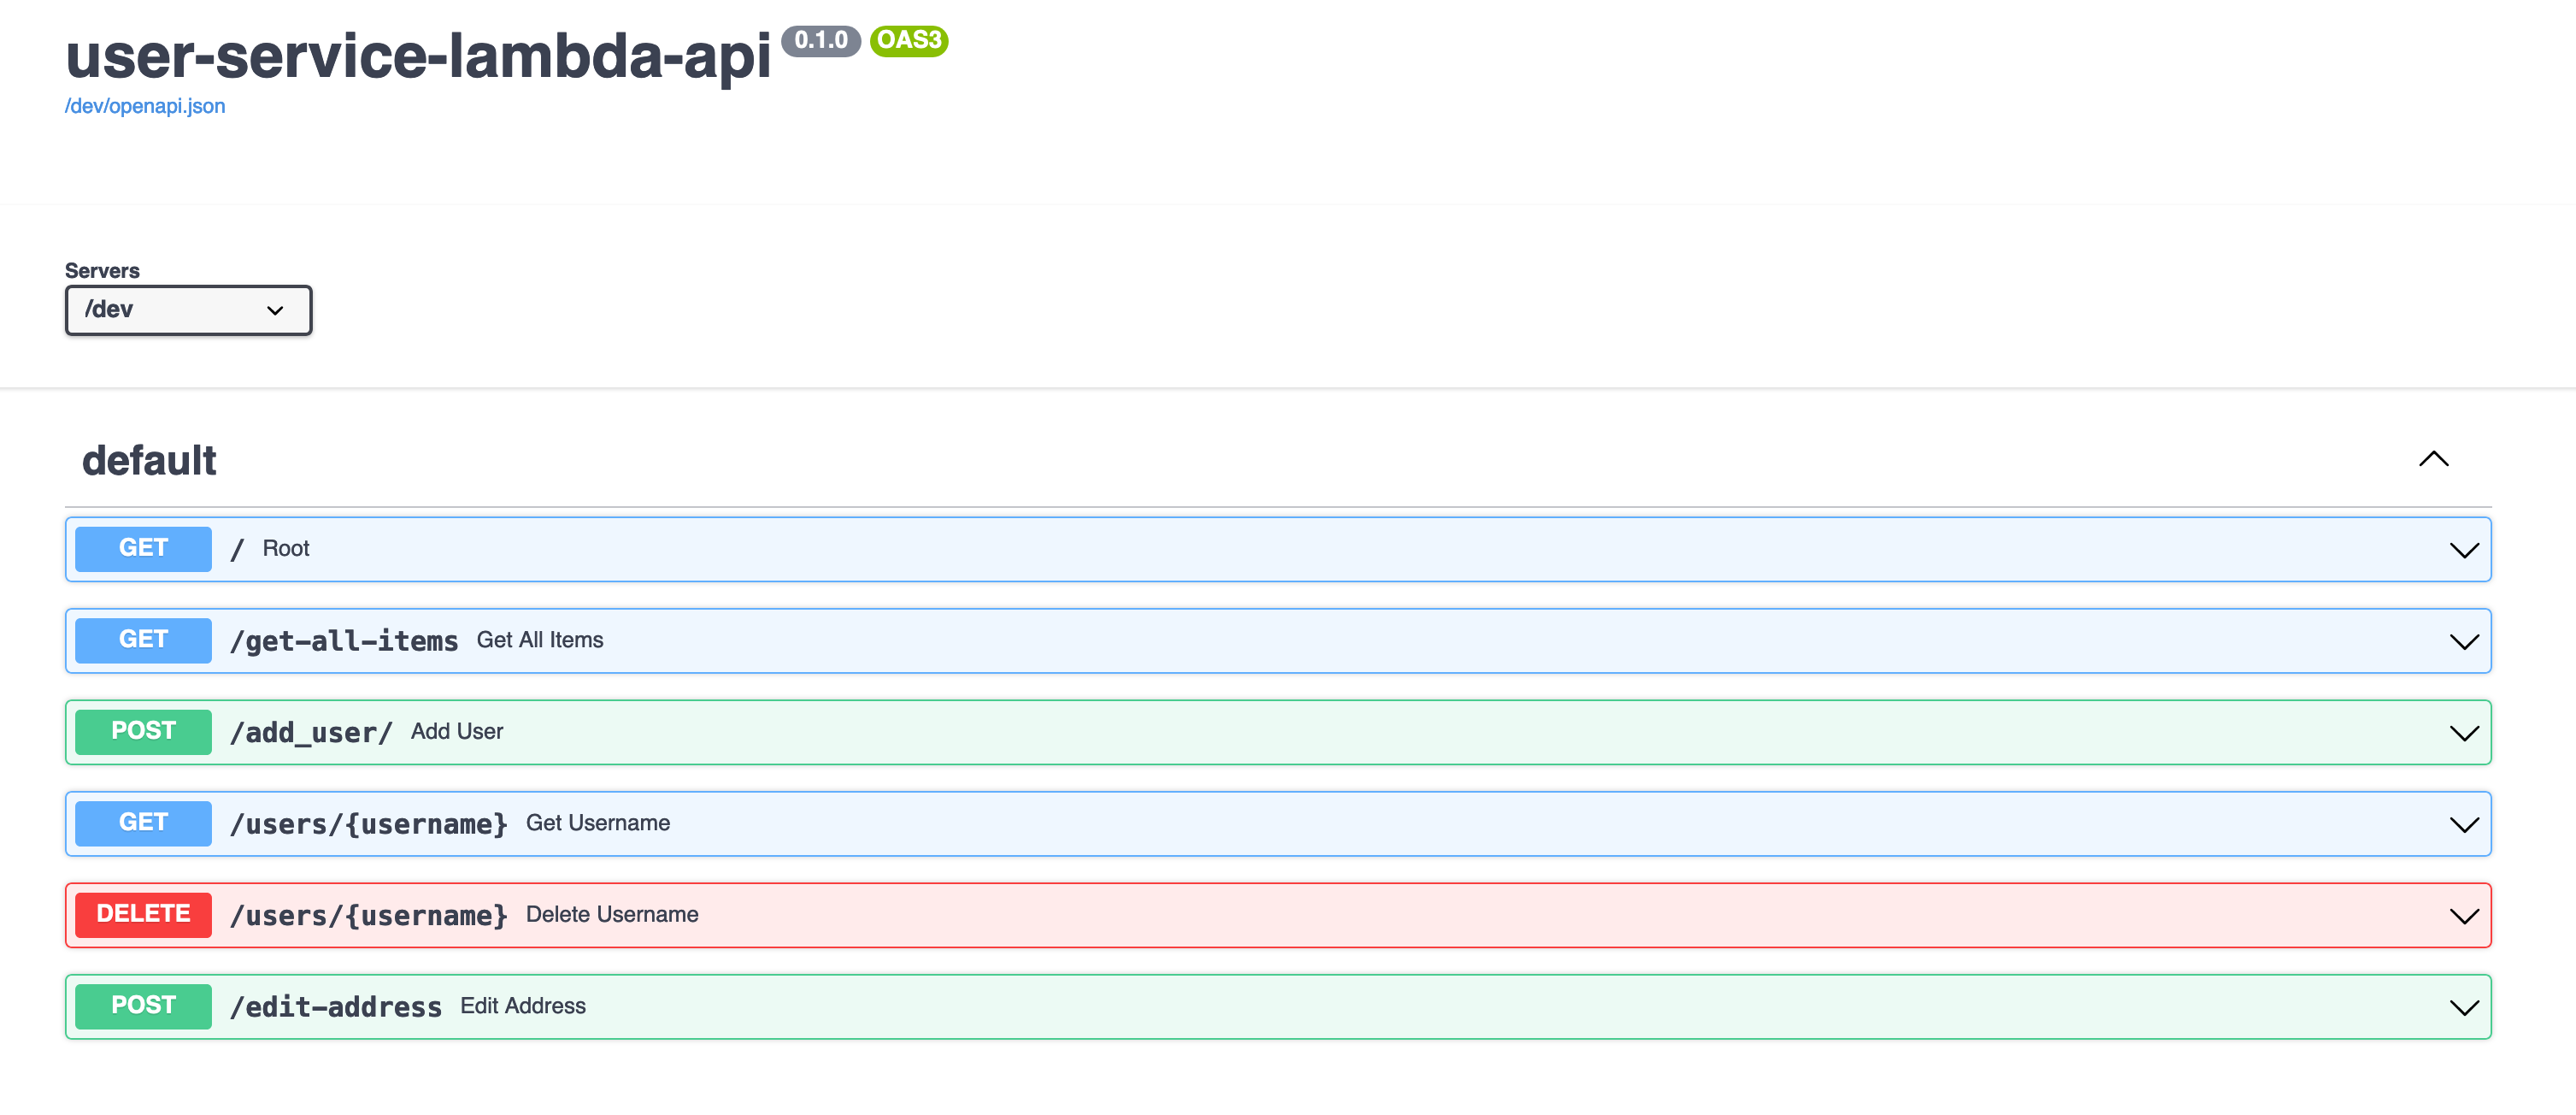 user-service-lambda-api 0.1.0 OAS3
/dev/openapi.json
Servers
/dev
default
GET / Root
GET /get-all-items Get All Items
POST /add_user/ Add User
GET /users/{username} Get Username
DELETE /users/{username} Delete Username
POST /edit-address Edit Address